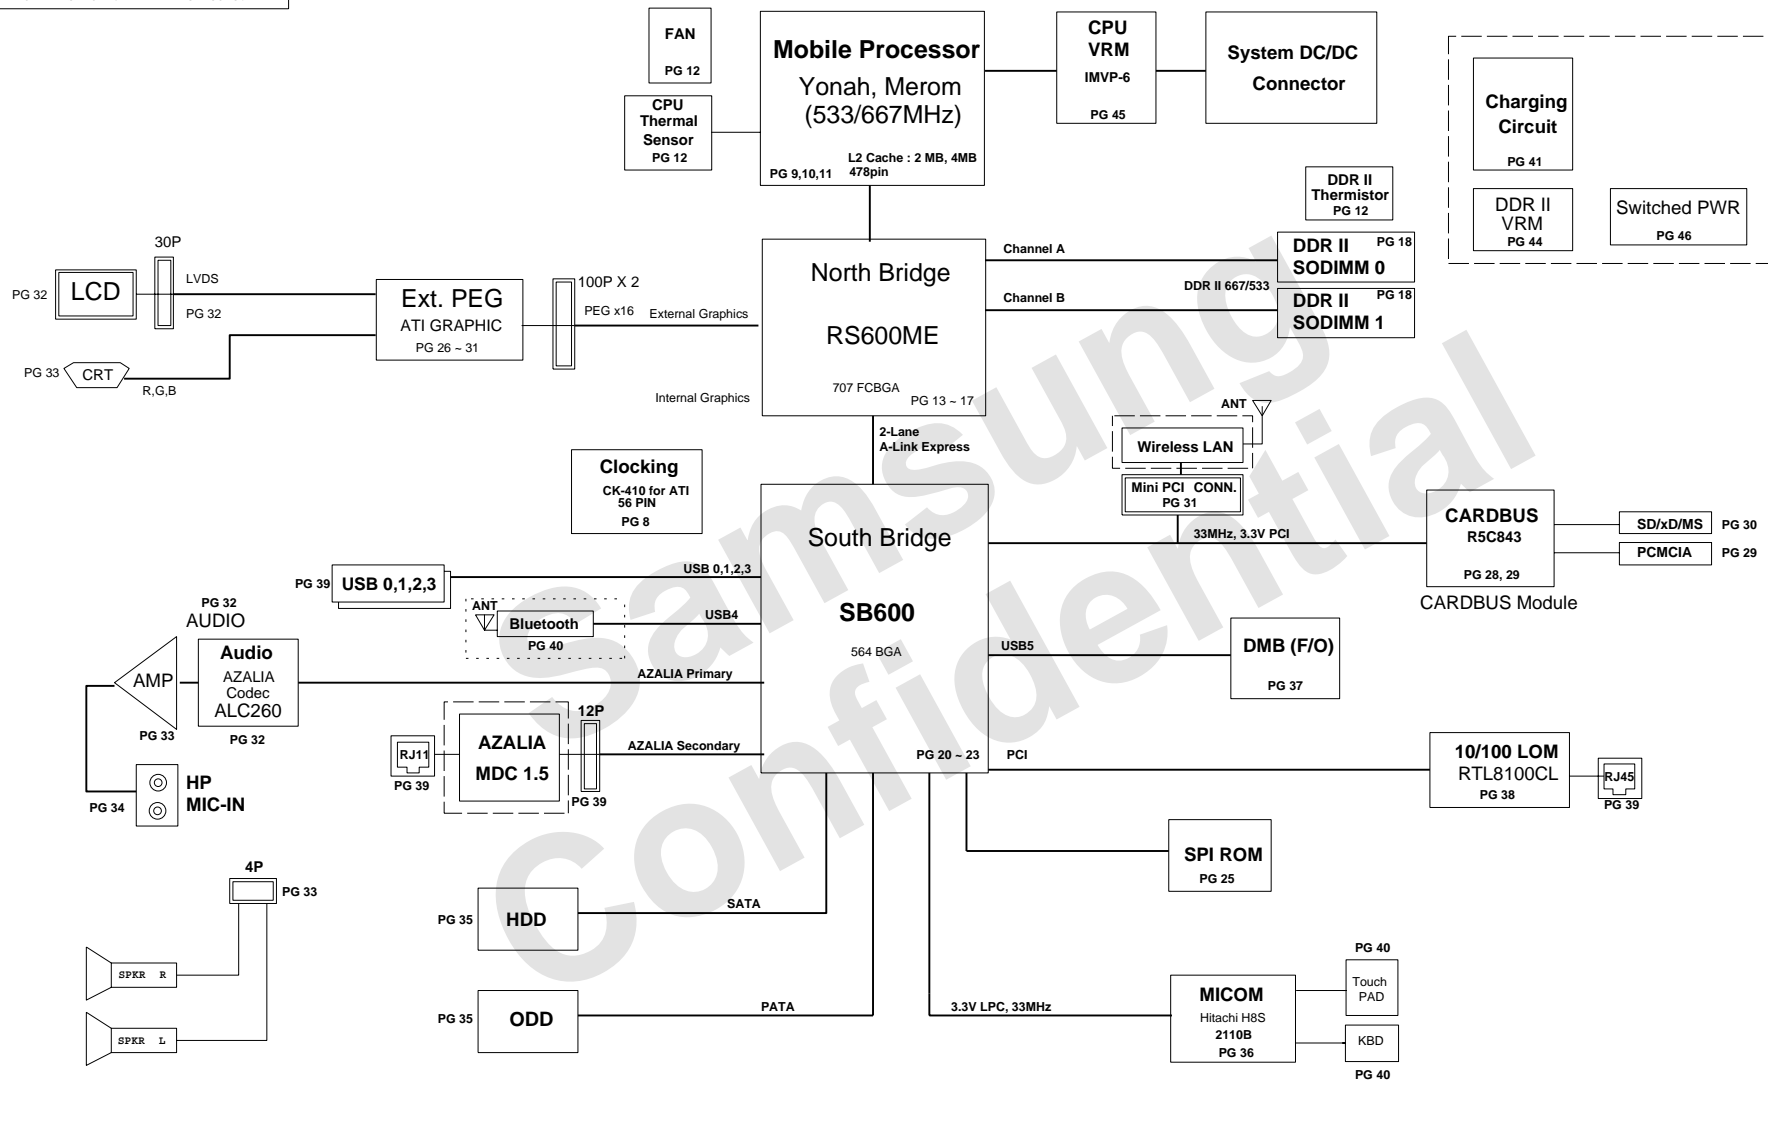 FAN
PG 12
CPU
Thermal
Sensor
PG 12
Mobile Processor
Yonah, Merom
(533/667MHz)
L2 Cache : 2 MB, 4MB
478pin
PG 9,10,11
CPU
VRM
IMVP-6
PG 45
System DC/DC
Connector
Charging
Circuit
PG 41
DDR II
VRM
PG 44
Switched PWR
PG 46
DDR II
Thermistor
PG 12
Channel A
DDR II
PG 18
SODIMM 0
DDR II 667/533
Channel B
DDR II
PG 18
SODIMM 1
North Bridge
RS600ME
707 FCBGA
PG 13 ~ 17
30P
PG 32
LCD
LVDS
PG 32
PG 33
CRT
R,G,B
Ext. PEG
ATI GRAPHIC
PG 26 ~ 31
100P X 2
PEG x16
External Graphics
Internal Graphics
2-Lane
A-Link Express
Clocking
CK-410 for ATI
56 PIN
PG 8
ANT
Wireless LAN
Mini PCI CONN.
PG 31
33MHz, 3.3V PCI
CARDBUS
R5C843
PG 28, 29
CARDBUS Module
SD/xD/MS
PG 30
PCMCIA
PG 29
South Bridge
SB600
564 BGA
PG 20 ~ 23
PG 39
USB 0,1,2,3
USB 0,1,2,3
ANT
Bluetooth
PG 40
USB4
USB5
DMB (F/O)
PG 37
PG 32
AUDIO
Audio
AZALIA
Codec
ALC260
PG 32
AMP
PG 33
AZALIA Primary
HP
MIC-IN
PG 34
RJ11
PG 39
AZALIA
MDC 1.5
12P
PG 39
AZALIA Secondary
PCI
10/100 LOM
RTL8100CL
PG 38
RJ45
PG 39
SPI ROM
PG 25
4P
PG 33
SPKR R
SPKR L
PG 35
HDD
SATA
PG 35
ODD
PATA
3.3V LPC, 33MHz
MICOM
Hitachi H8S
2110B
PG 36
PG 40
Touch
PAD
KBD
PG 40
Samsung
Confidential